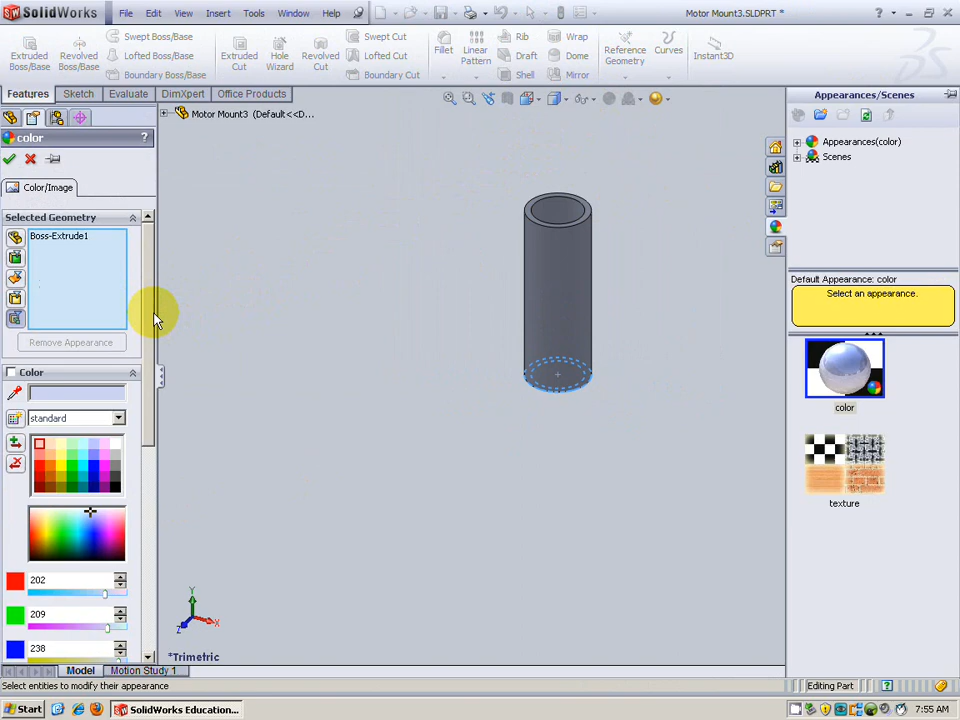 SolidWorks File Edit View Insert Tools Window Help Motor Mount3.SLDPRT *
Extruded Boss/Base
Revolved Boss/Base
Swept Boss/Base
Lofted Boss/Base
Boundary Boss/Base
Extruded Cut
Hole Wizard
Revolved Cut
Swept Cut
Lofted Cut
Boundary Cut
Fillet
Linear Pattern
Rib
Draft
Shell
Wrap
Dome
Mirror
Reference Geometry
Curves
Instant3D
Features Sketch Evaluate DimXpert Office Products
Motor Mount3 (Default<<D...
color ?
Color/Image
Selected Geometry
Boss-Extrude1
Remove Appearance
Color
standard
202
209
238
Y
X
Z
*Trimetric
Appearances/Scenes
Appearances(color)
Scenes
Default Appearance: color
Select an appearance.
color
texture
Model Motion Study 1
Select entities to modify their appearance Editing Part
Start SolidWorks Education... 7:55 AM